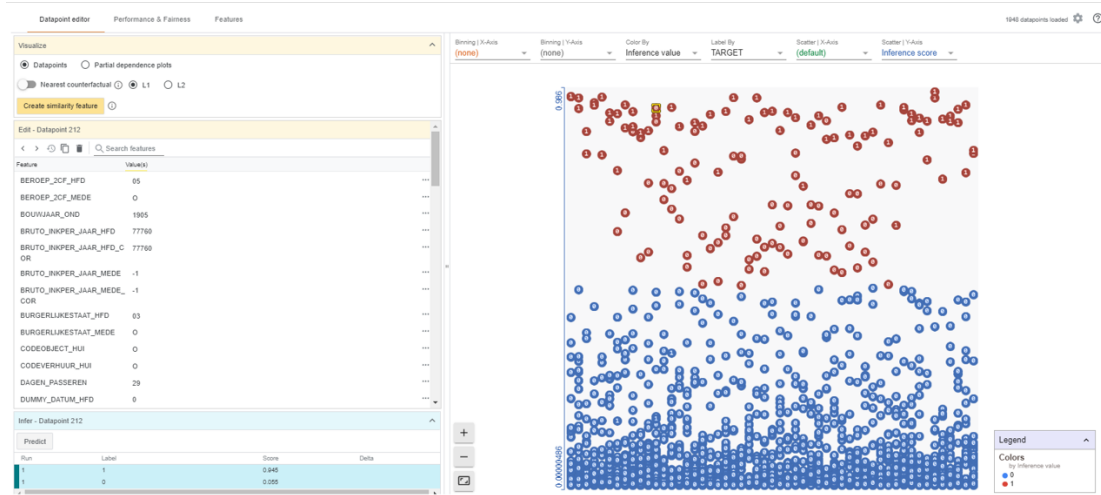 Datapoint editor Performance & Fairness Features
1940 datapoints loaded
Visualize
Datapoints Partial dependence plots
Nearest counterfactual L1 L2
Create similarity feature
Edit - Datapoint 212
Search features
Feature Value(s)
BEROEP_2CF_HFD 05
BEROEP_2CF_MEDE O
BOUWJAAR_OND 1905
BRUTO_INKPER_JAAR_HFD 77760
BRUTO_INKPER_JAAR_HFD_C 77760
OR
BRUTO_INKPER_JAAR_MEDE -1
BRUTO_INKPER_JAAR_MEDE_ -1
COR
BURGERLIJKESTAAT_HFD 03
BURGERLIJKESTAAT_MEDE O
CODEOBJECT_HUI O
CODEVERHUUR_HUI O
DAGEN_PASSEREN 29
DUMMY_DATUM_HFD 0
Infer - Datapoint 212
Predict
Run Label Score Delta
1 1 0.945
1 0 0.055
Binning | X-Axis Binning | Y-Axis Color By Label By Scatter | X-Axis Scatter | Y-Axis
(none) (none) Inference value TARGET (default) Inference score
0.986
0.00000486
Legend
Colors
by Inference value
0
1